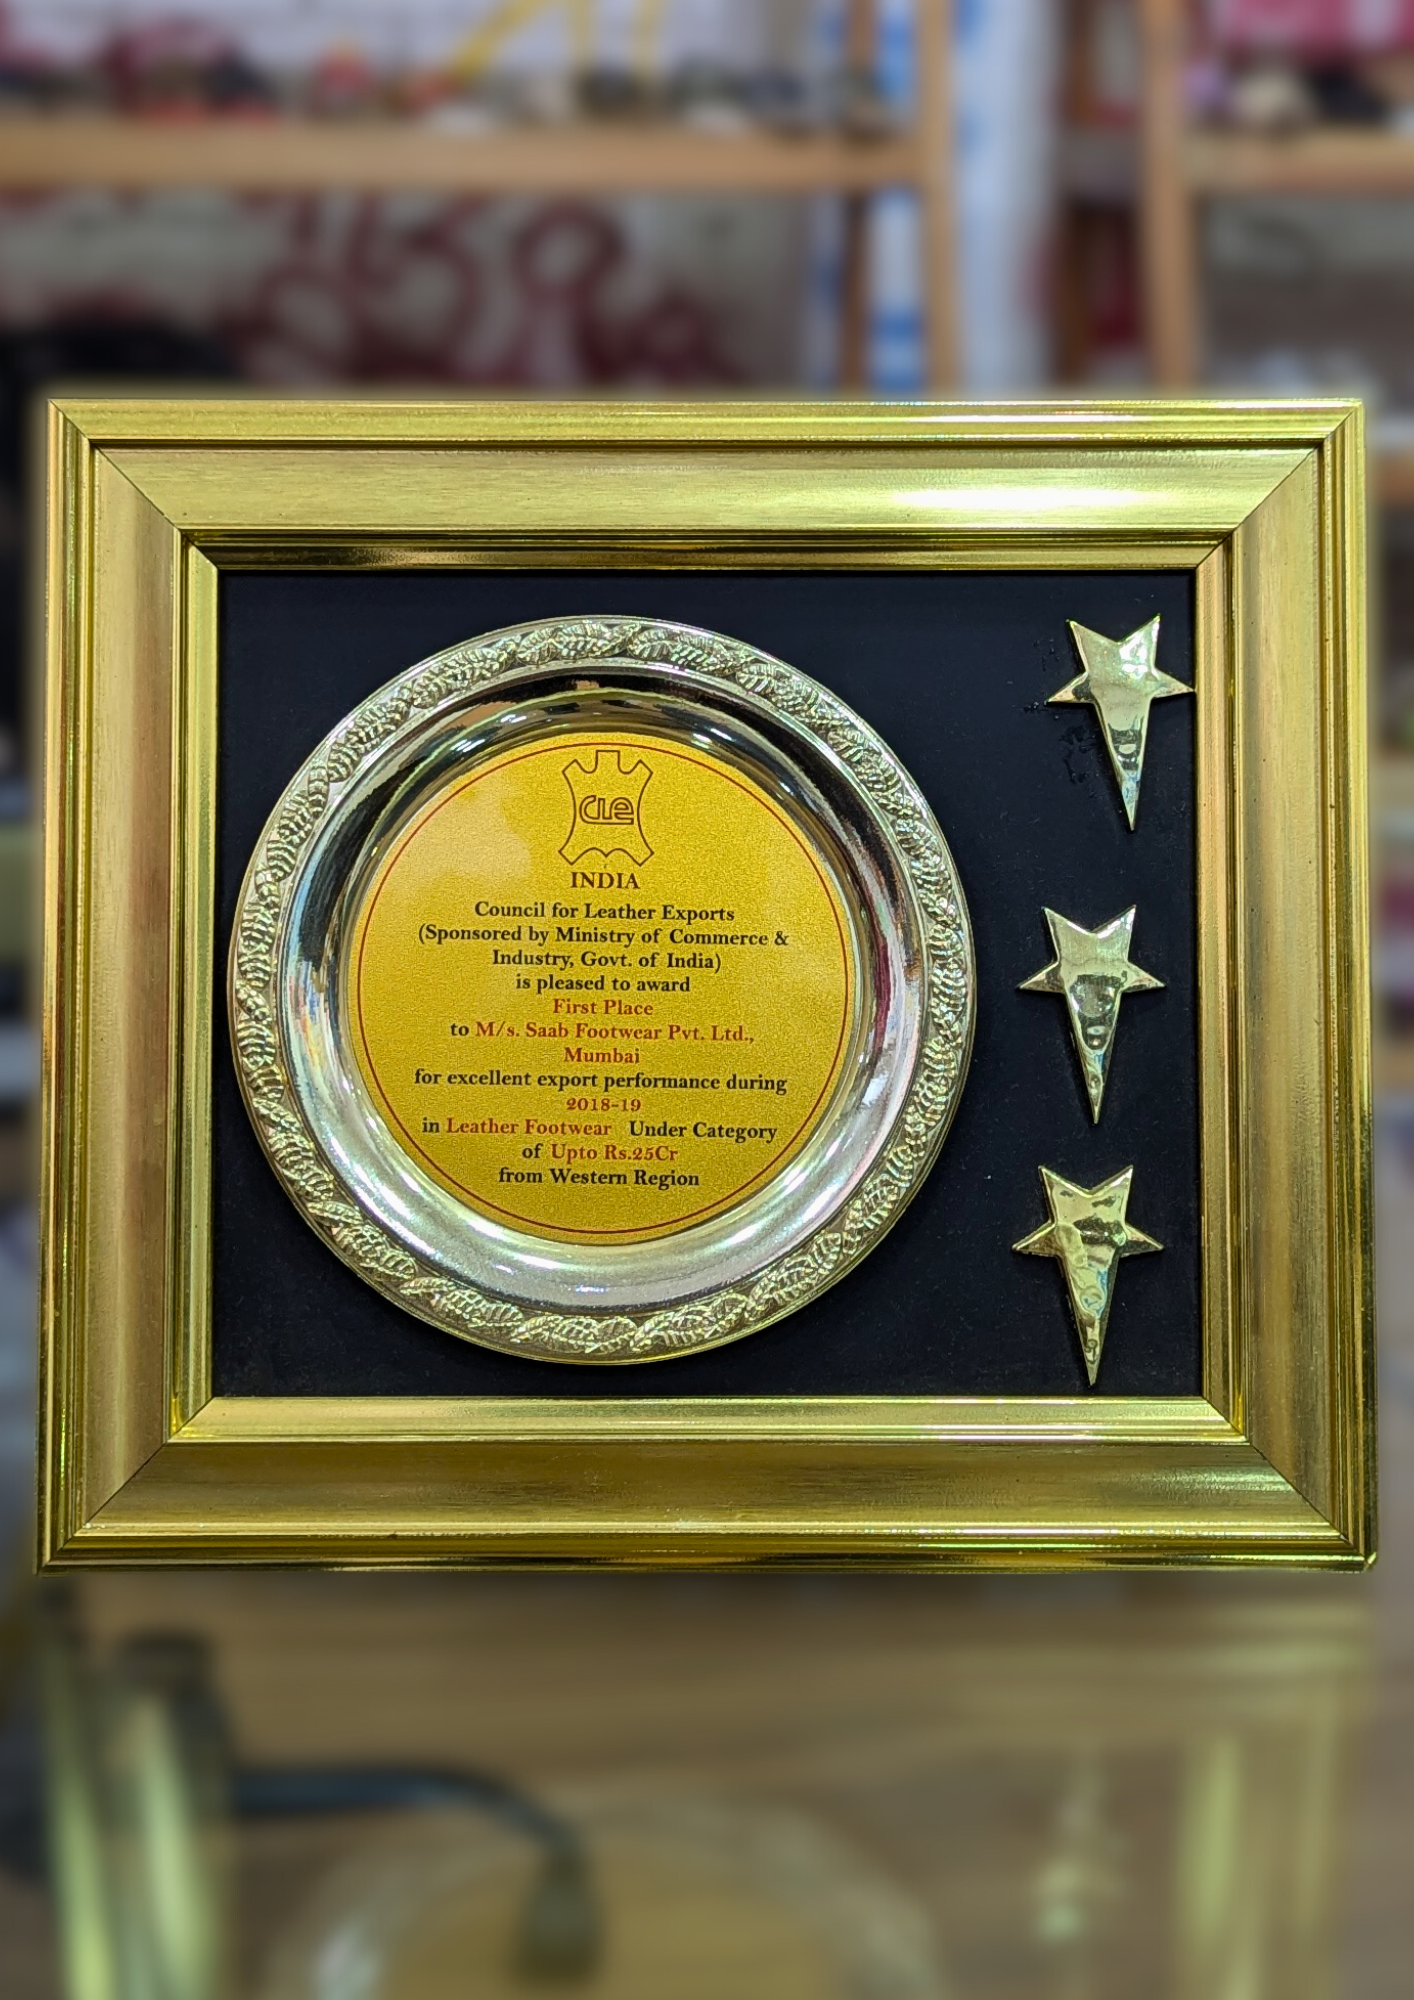 CLE
INDIA
Council for Leather Exports
(Sponsored by Ministry of Commerce &
Industry, Govt. of India)
is pleased to award
First Place
to M/s. Saab Footwear Pvt. Ltd.,
Mumbai
for excellent export performance during
2018-19
in Leather Footwear Under Category
of Upto Rs.25Cr
from Western Region